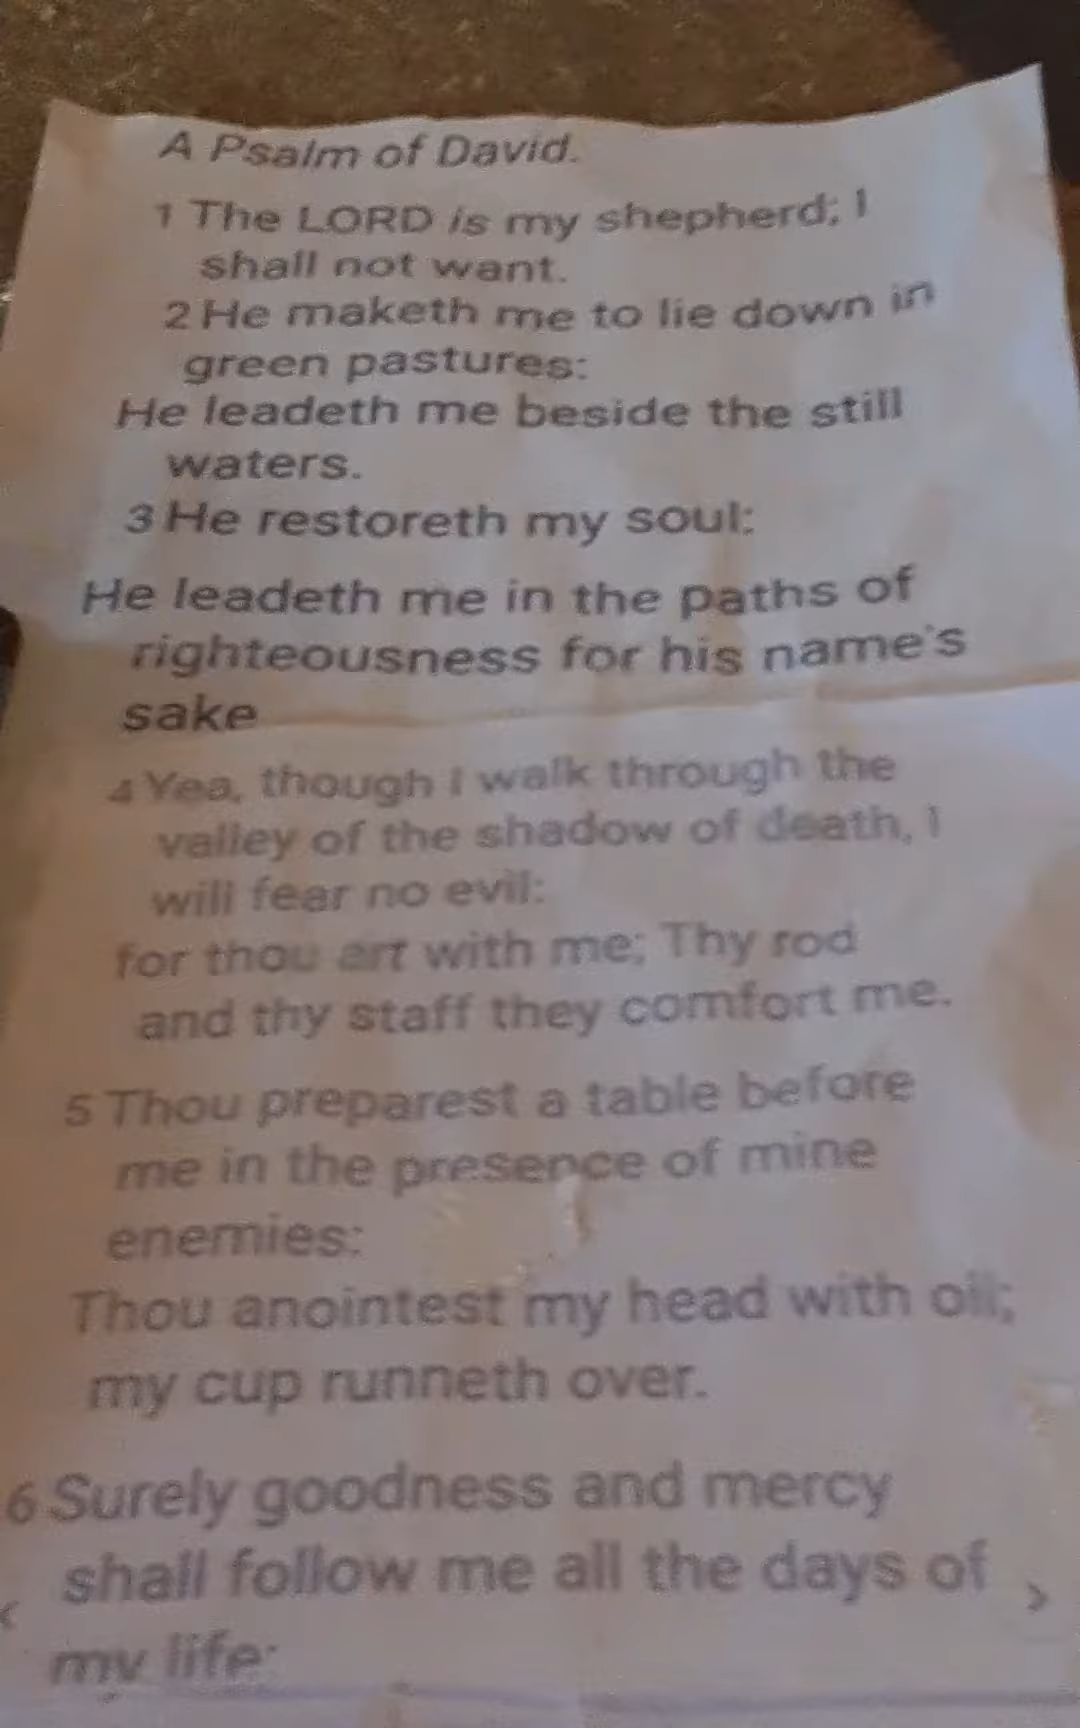 A Psalm of David.
1 The LORD is my shepherd; I
shall not want.
2 He maketh me to lie down in
green pastures:
He leadeth me beside the still
waters.
3 He restoreth my soul:
He leadeth me in the paths of
righteousness for his name's
sake
4 Yea, though I walk through the
valley of the shadow of death, I
will fear no evil:
for thou art with me; Thy rod
and thy staff they comfort me.
5 Thou preparest a table before
me in the presence of mine
enemies:
Thou anointest my head with oil;
my cup runneth over.
6 Surely goodness and mercy
shall follow me all the days of
my life: